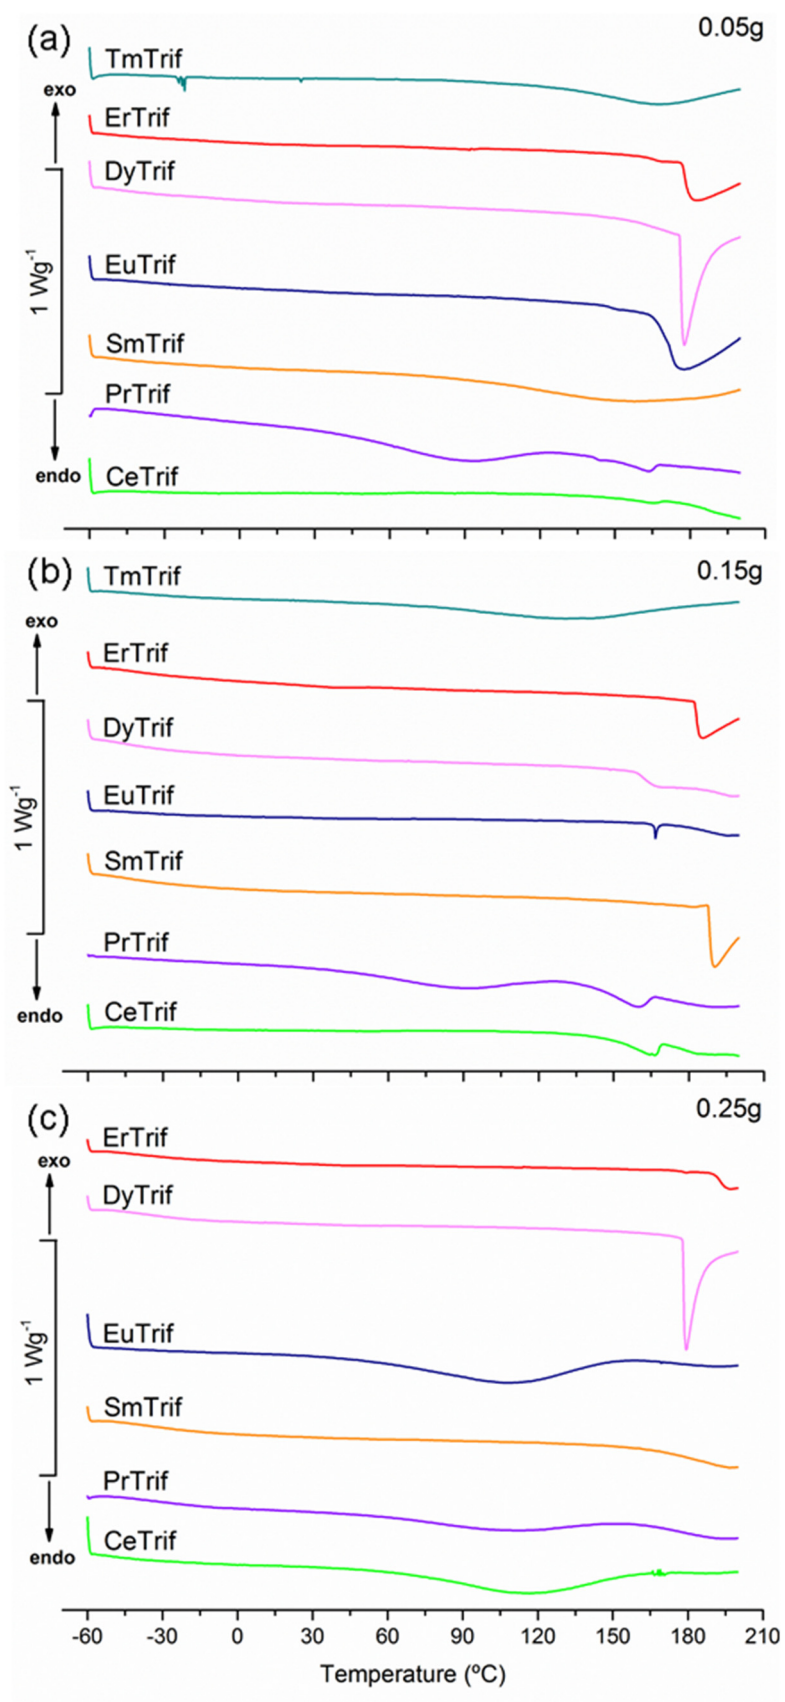 (a)
0.05g
TmTrif
exo
ErTrif
DyTrif
1 Wg⁻¹
EuTrif
SmTrif
PrTrif
endo
CeTrif
(b)
0.15g
TmTrif
exo
ErTrif
DyTrif
1 Wg⁻¹
EuTrif
SmTrif
PrTrif
endo
CeTrif
(c)
0.25g
ErTrif
exo
DyTrif
1 Wg⁻¹
EuTrif
SmTrif
PrTrif
CeTrif
endo
-60 -30 0 30 60 90 120 150 180 210
Temperature (ºC)